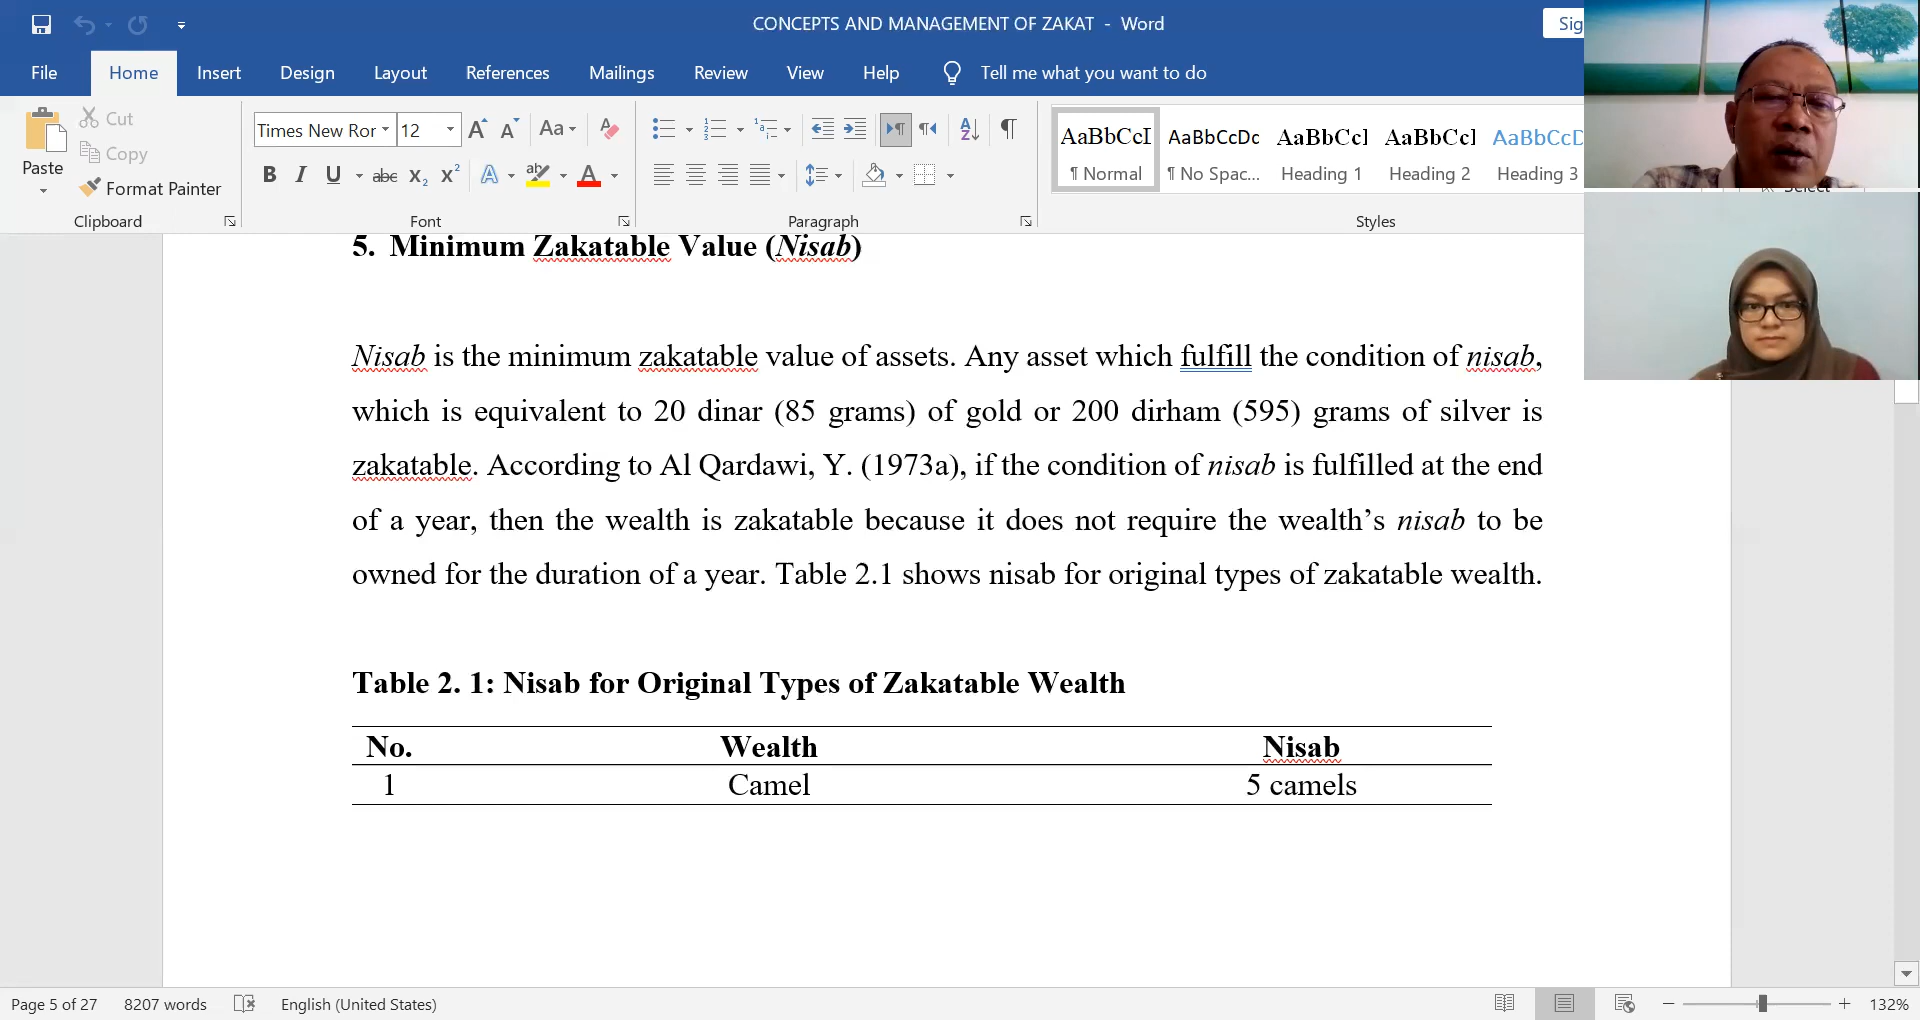 CONCEPTS AND MANAGEMENT OF ZAKAT - Word
Sig
File Home Insert Design Layout References Mailings Review View Help Tell me what you want to do
Paste
Cut
Copy
Format Painter
Clipboard
Times New Ror 12
Font
Paragraph
AaBbCcI AaBbCcDc AaBbCcI AaBbCcI AaBbCcD
¶ Normal ¶ No Spac... Heading 1 Heading 2 Heading 3
Select
Styles
5. Minimum Zakatable Value (Nisab)
Nisab is the minimum zakatable value of assets. Any asset which fulfill the condition of nisab,
which is equivalent to 20 dinar (85 grams) of gold or 200 dirham (595) grams of silver is
zakatable. According to Al Qardawi, Y. (1973a), if the condition of nisab is fulfilled at the end
of a year, then the wealth is zakatable because it does not require the wealth’s nisab to be
owned for the duration of a year. Table 2.1 shows nisab for original types of zakatable wealth.
Table 2. 1: Nisab for Original Types of Zakatable Wealth
No. Wealth Nisab
1 Camel 5 camels
Page 5 of 27 8207 words English (United States) 132%